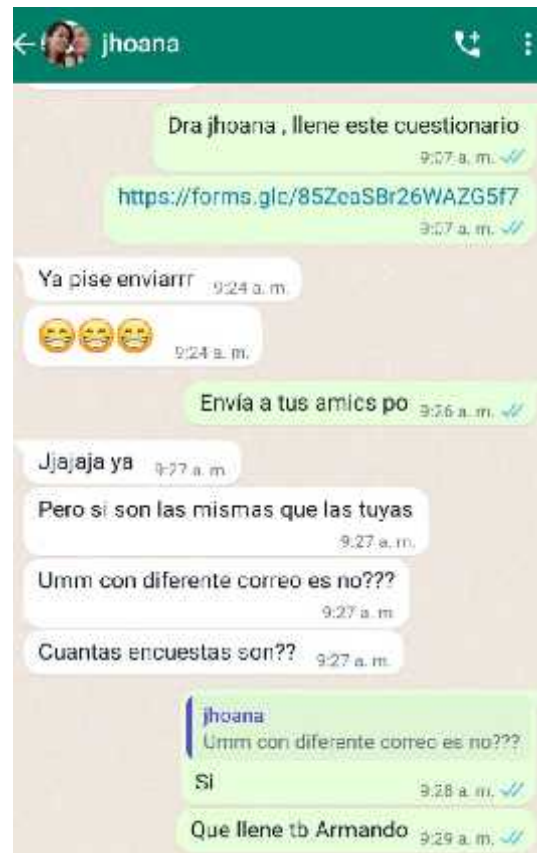 jhoana
Dra jhoana , llene este cuestionario
9:07 a. m.
https://forms.gle/85ZeaSBr26WAZG5f7
9:07 a. m.
Ya pise enviarrr 9:24 a. m.
9:24 a. m.
Envía a tus amics po 9:26 a. m.
Jjajaja ya 9:27 a. m.
Pero si son las mismas que las tuyas
9:27 a. m.
Umm con diferente correo es no???
9:27 a. m.
Cuantas encuestas son?? 9:27 a. m.
jhoana
Umm con diferente correo es no???
Si 9:28 a. m.
Que llene tb Armando 9:29 a. m.